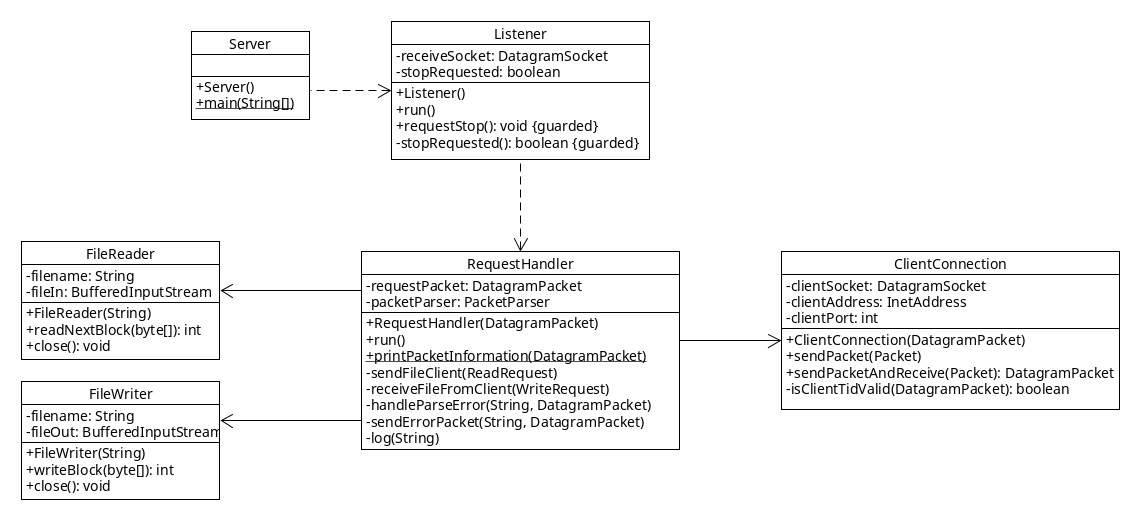 Server
+Server()
+main(String[])
Listener
-receiveSocket: DatagramSocket
-stopRequested: boolean
+Listener()
+run()
+requestStop(): void {guarded}
-stopRequested(): boolean {guarded}
FileReader
-filename: String
-fileIn: BufferedInputStream
+FileReader(String)
+readNextBlock(byte[]): int
+close(): void
FileWriter
-filename: String
-fileOut: BufferedInputStream
+FileWriter(String)
+writeBlock(byte[]): int
+close(): void
RequestHandler
-requestPacket: DatagramPacket
-packetParser: PacketParser
+RequestHandler(DatagramPacket)
+run()
+printPacketInformation(DatagramPacket)
-sendFileClient(ReadRequest)
-receiveFileFromClient(WriteRequest)
-handleParseError(String, DatagramPacket)
-sendErrorPacket(String, DatagramPacket)
-log(String)
ClientConnection
-clientSocket: DatagramSocket
-clientAddress: InetAddress
-clientPort: int
+ClientConnection(DatagramPacket)
+sendPacket(Packet)
+sendPacketAndReceive(Packet): DatagramPacket
-isClientTidValid(DatagramPacket): boolean